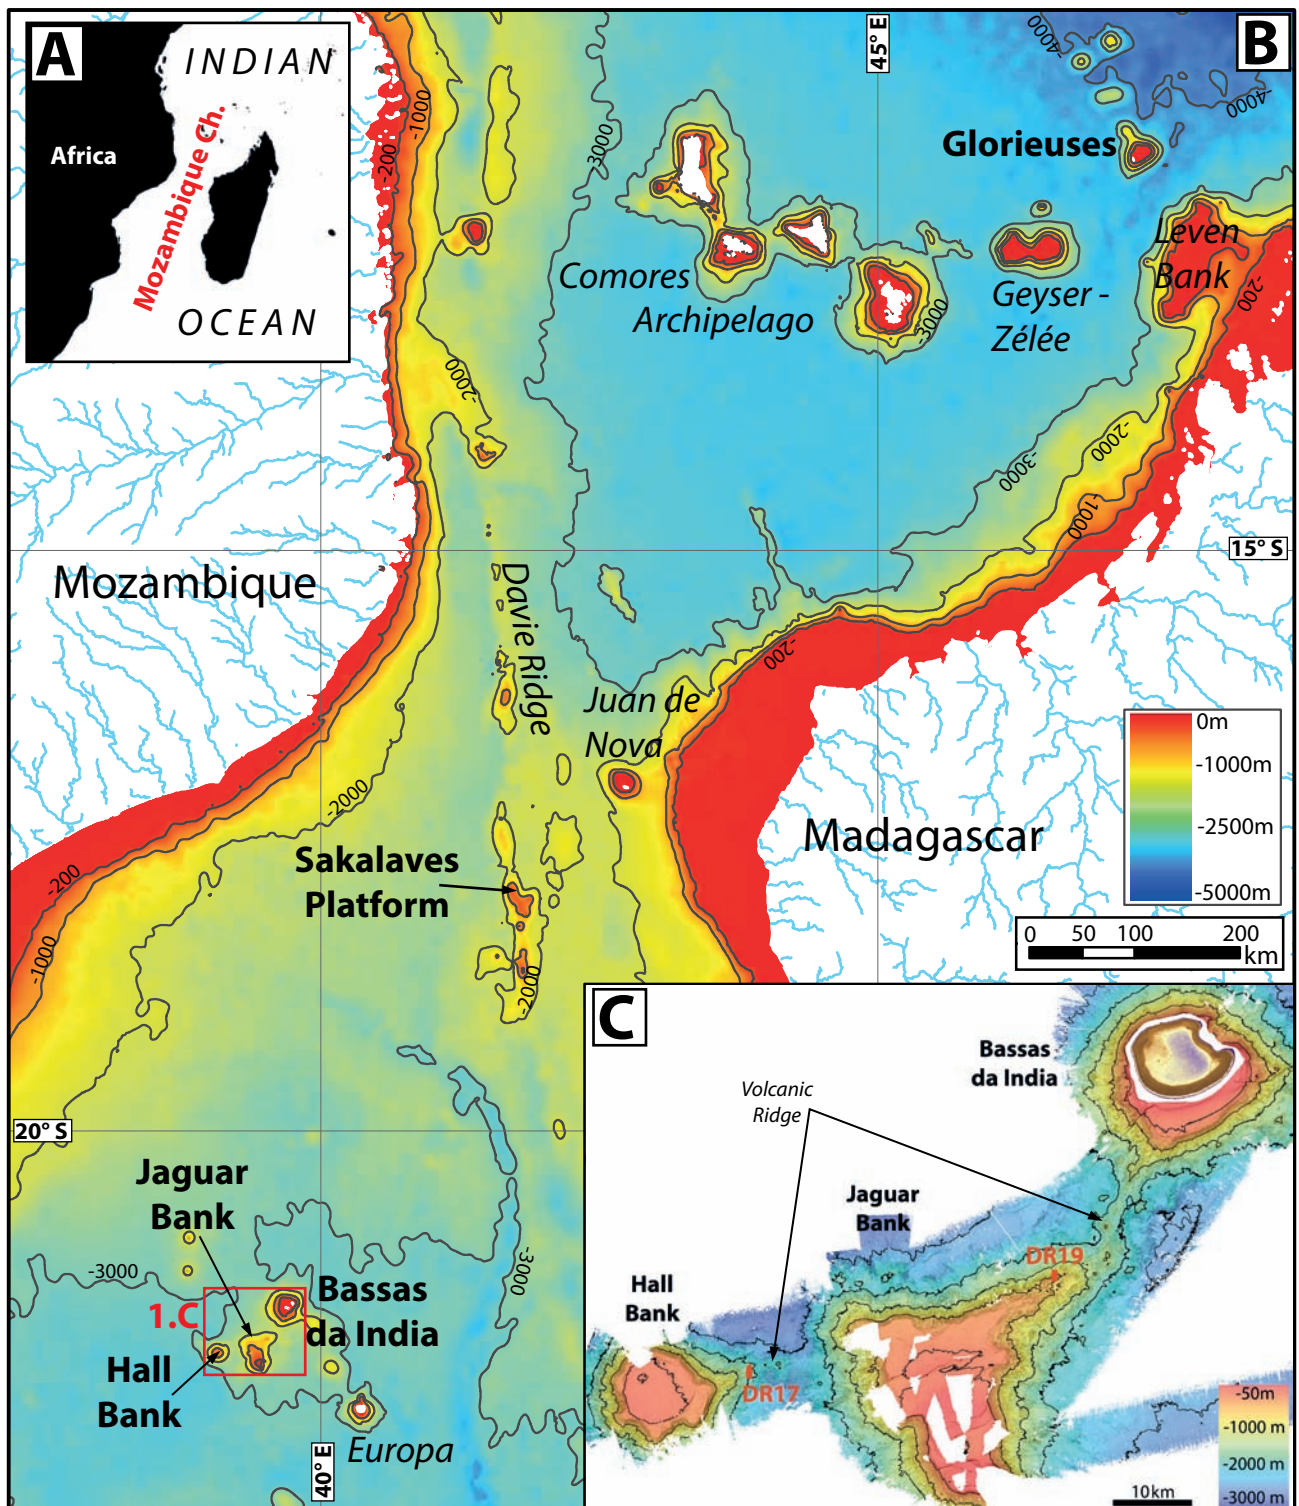 A
INDIAN
Africa
Mozambique Ch.
OCEAN
-200
-1000
-3000
45° E
-4000
-4000
B
Glorieuses
Leven
Bank
-200
Comores
Archipelago
-3000
Geyser -
Zélée
-2000
-2000
-3000
-1000
15° S
Mozambique
Davie Ridge
-200
Juan de
Nova
0m
-1000m
-2500m
-5000m
-2000
Madagascar
Sakalaves
Platform
-200
-1000
0 50 100 200
km
-2000
C
Bassas
da India
Volcanic
Ridge
20° S
Jaguar
Bank
Jaguar
Bank
DR19
-3000
-3000
Hall
Bank
1.C
Bassas
da India
Hall
Bank
DR17
-50m
-1000 m
-2000 m
-3000 m
Europa
40° E
10km